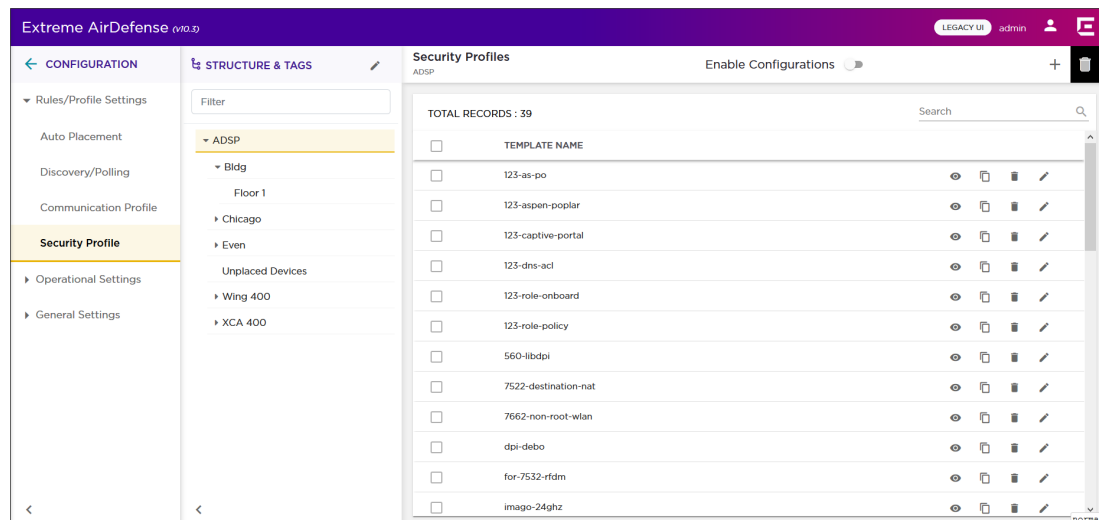 Extreme AirDefense (v10.3)
LEGACY UI
admin
CONFIGURATION
Rules/Profile Settings
Auto Placement
Discovery/Polling
Communication Profile
Security Profile
Operational Settings
General Settings
STRUCTURE & TAGS
Filter
ADSP
Bldg
Floor 1
Chicago
Even
Unplaced Devices
Wing 400
XCA 400
Security Profiles
ADSP
Enable Configurations
TOTAL RECORDS : 39
Search
TEMPLATE NAME
123-as-po
123-aspen-poplar
123-captive-portal
123-dns-acl
123-role-onboard
123-role-policy
560-libdpi
7522-destination-nat
7662-non-root-wlan
dpi-debo
for-7532-rfdm
imago-24ghz